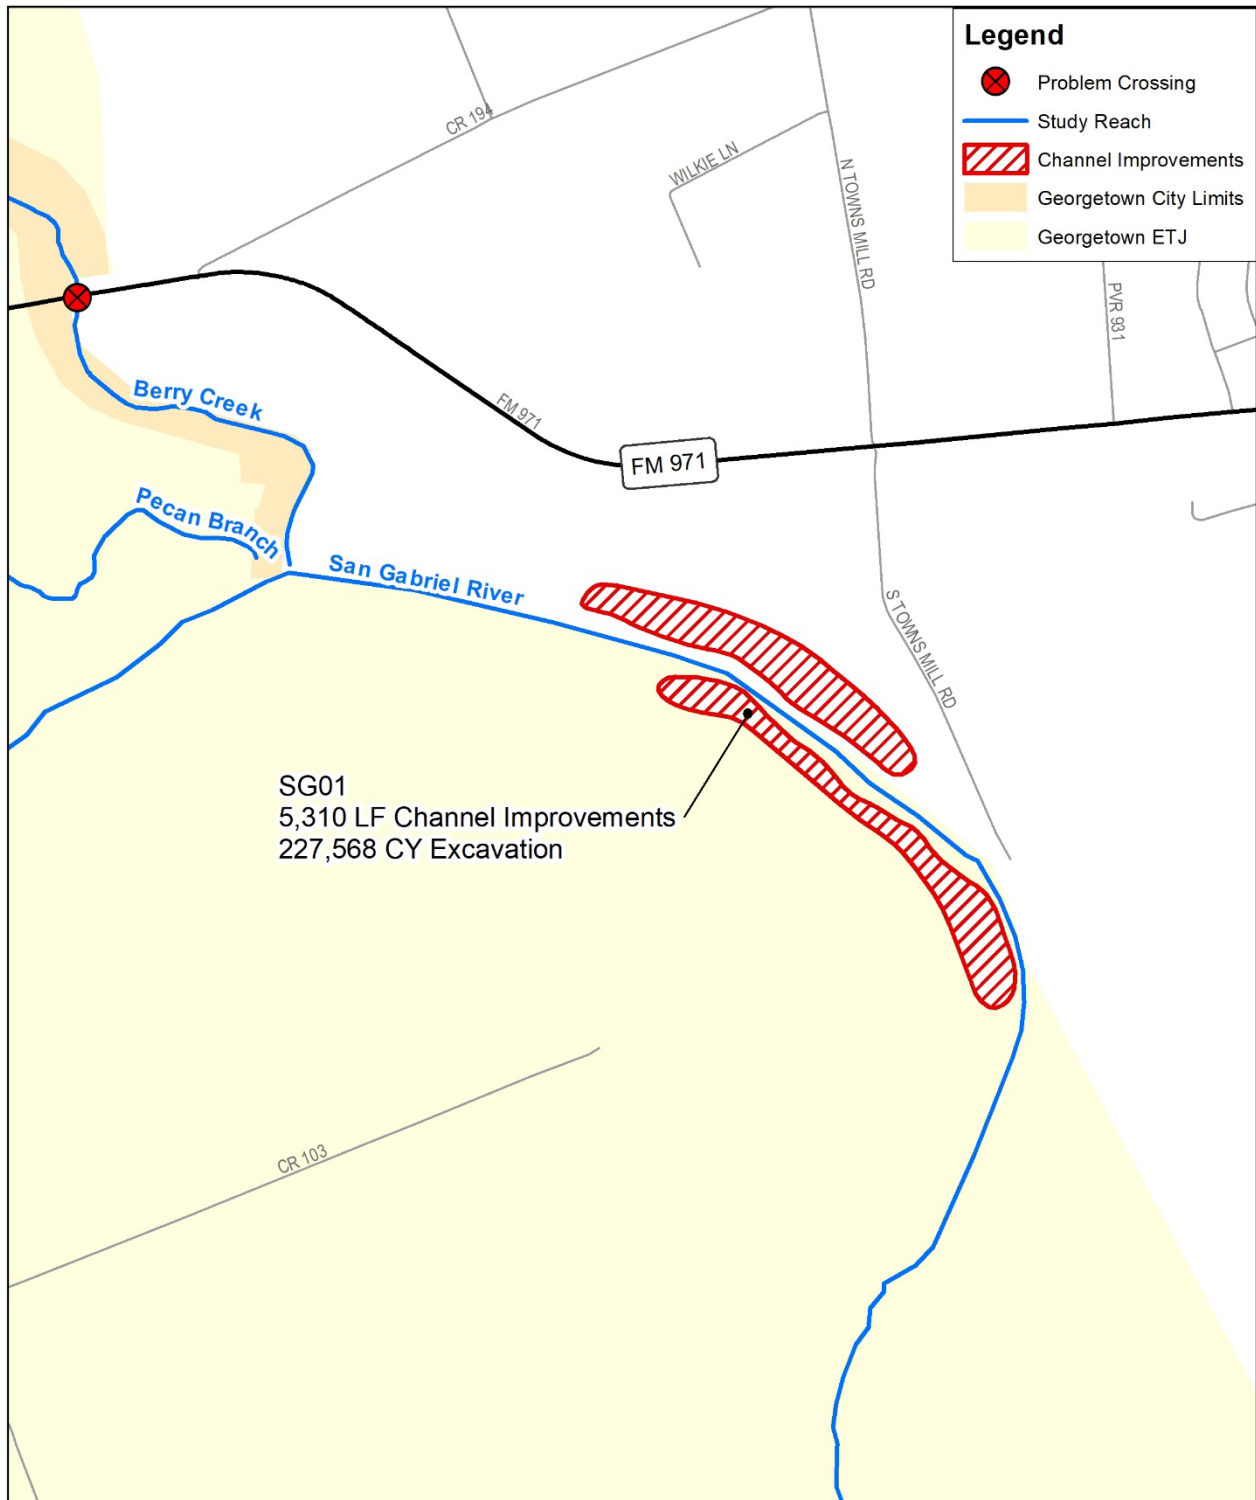 Legend
Problem Crossing
Study Reach
Channel Improvements
Georgetown City Limits
Georgetown ETJ
CR 194
WILKIE LN
N TOWNS MILL RD
PVR 931
Berry Creek
FM 971
FM 971
Pecan Branch
San Gabriel River
S TOWNS MILL RD
SG01
5,310 LF Channel Improvements
227,568 CY Excavation
CR 103